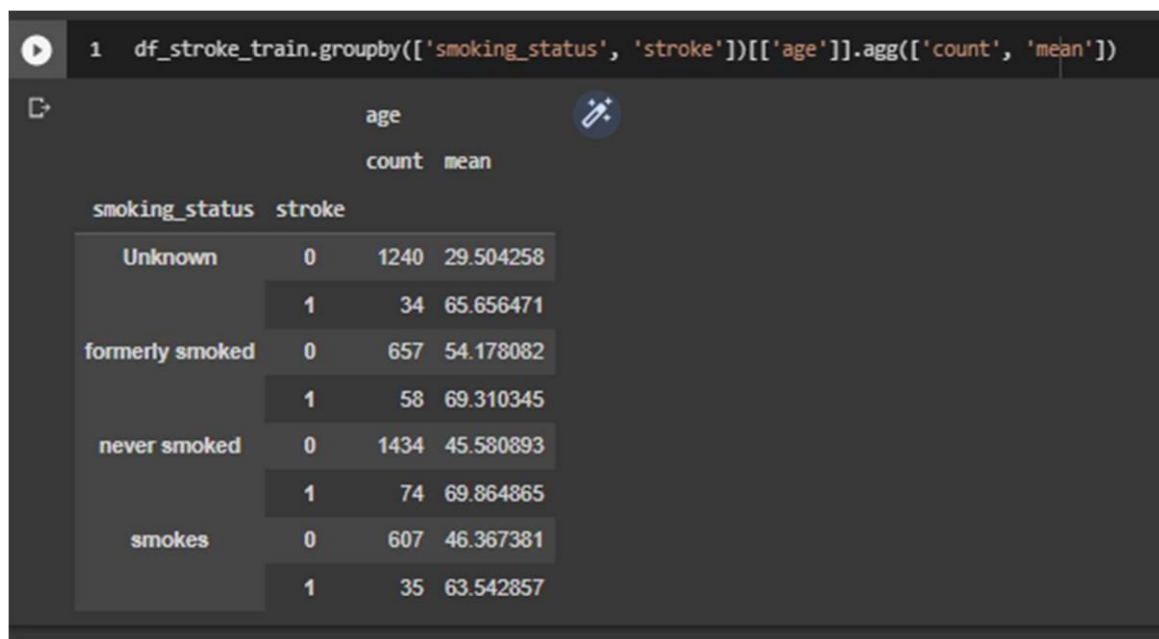 1 df_stroke_train.groupby(['smoking_status', 'stroke'])[['age']].agg(['count', 'mean'])
age
count mean
smoking_status stroke
Unknown 0 1240 29.504258
1 34 65.656471
formerly smoked 0 657 54.178082
1 58 69.310345
never smoked 0 1434 45.580893
1 74 69.864865
smokes 0 607 46.367381
1 35 63.542857